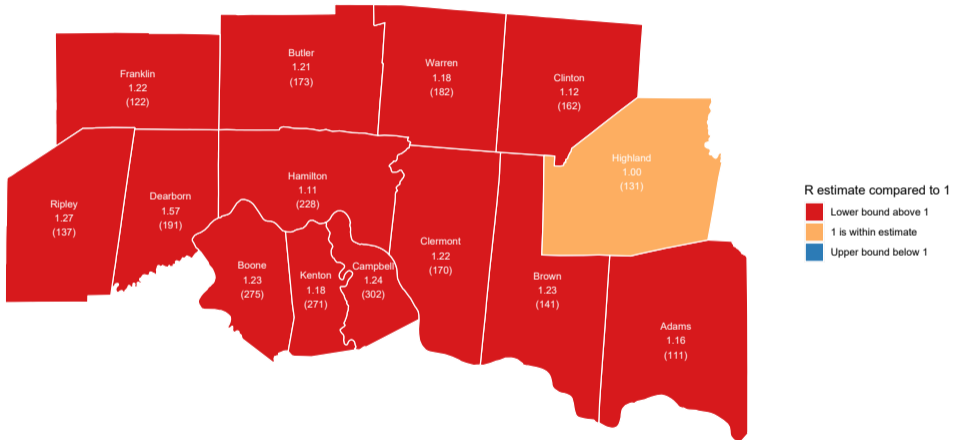 Franklin
1.22
(122)
Butler
1.21
(173)
Warren
1.18
(182)
Clinton
1.12
(162)
Highland
1.00
(131)
Ripley
1.27
(137)
Dearborn
1.57
(191)
Hamilton
1.11
(228)
Boone
1.23
(275)
Kenton
1.18
(271)
Campbell
1.24
(302)
Clermont
1.22
(170)
Brown
1.23
(141)
Adams
1.16
(111)
R estimate compared to 1
Lower bound above 1
1 is within estimate
Upper bound below 1